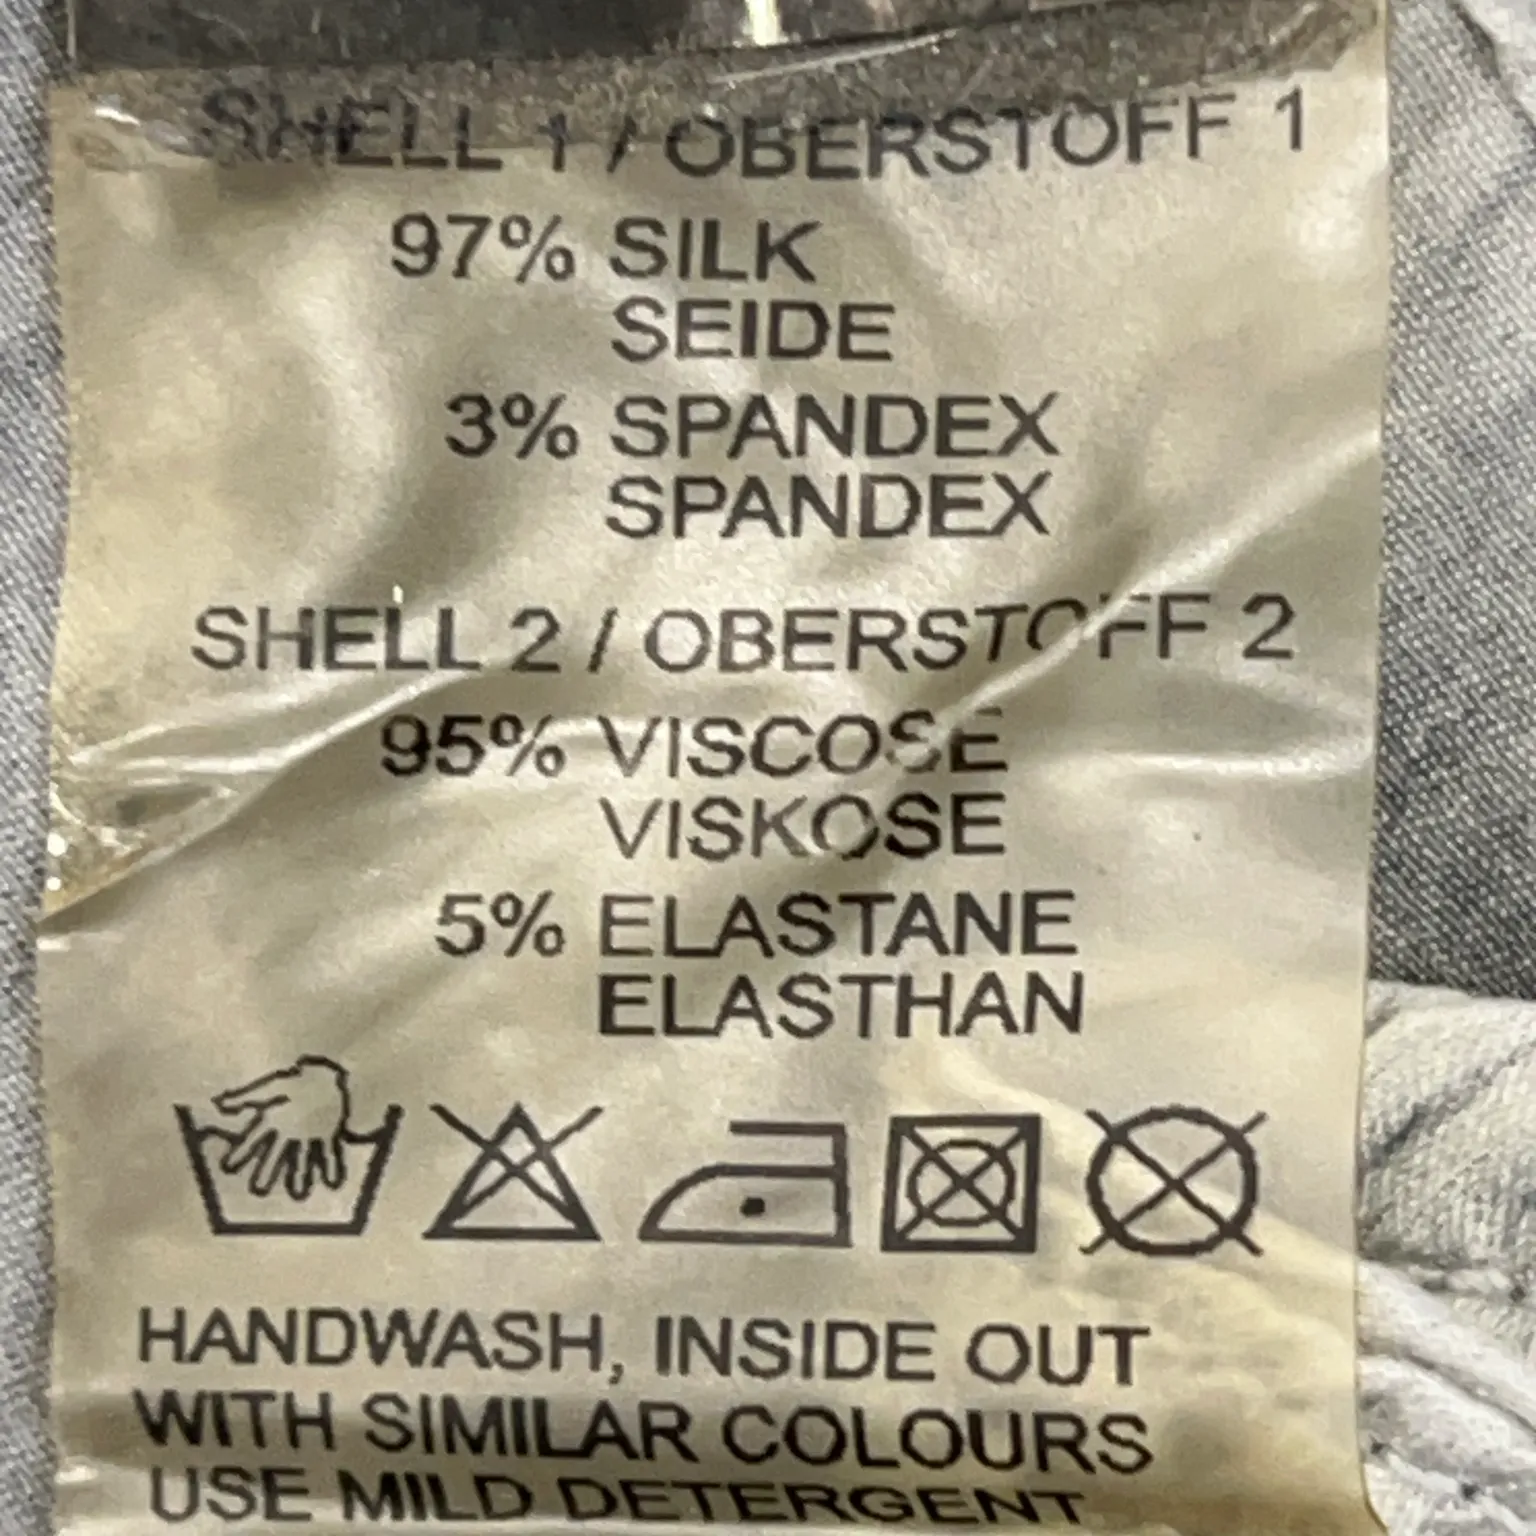 SHELL 1 / OBERSTOFF 1
97% SILK
SEIDE
3% SPANDEX
SPANDEX
SHELL 2 / OBERSTOFF 2
95% VISCOSE
VISKOSE
5% ELASTANE
ELASTHAN
HANDWASH, INSIDE OUT
WITH SIMILAR COLOURS
USE MILD DETERGENT